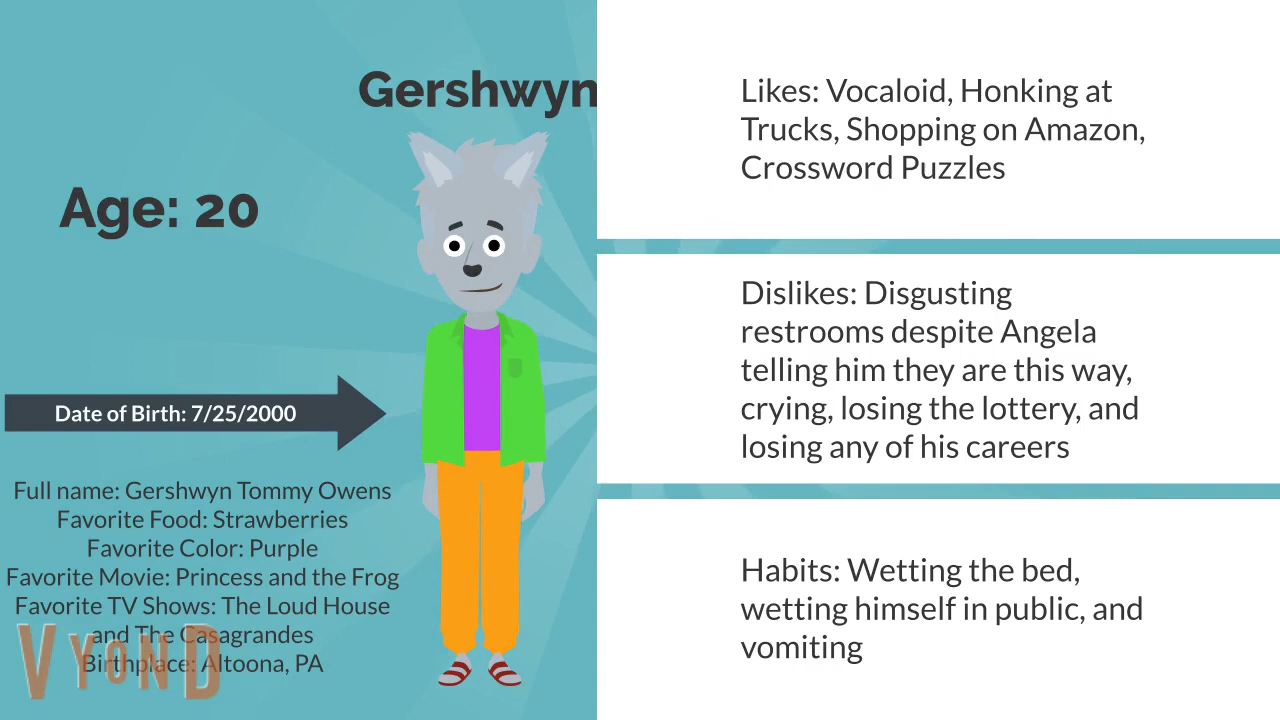 Gershwyn
Age: 20
Date of Birth: 7/25/2000
Full name: Gershwyn Tommy Owens
Favorite Food: Strawberries
Favorite Color: Purple
Favorite Movie: Princess and the Frog
Favorite TV Shows: The Loud House
and The Casagrandes
Birthplace: Altoona, PA
VYOND
Likes: Vocaloid, Honking at
Trucks, Shopping on Amazon,
Crossword Puzzles
Dislikes: Disgusting
restrooms despite Angela
telling him they are this way,
crying, losing the lottery, and
losing any of his careers
Habits: Wetting the bed,
wetting himself in public, and
vomiting